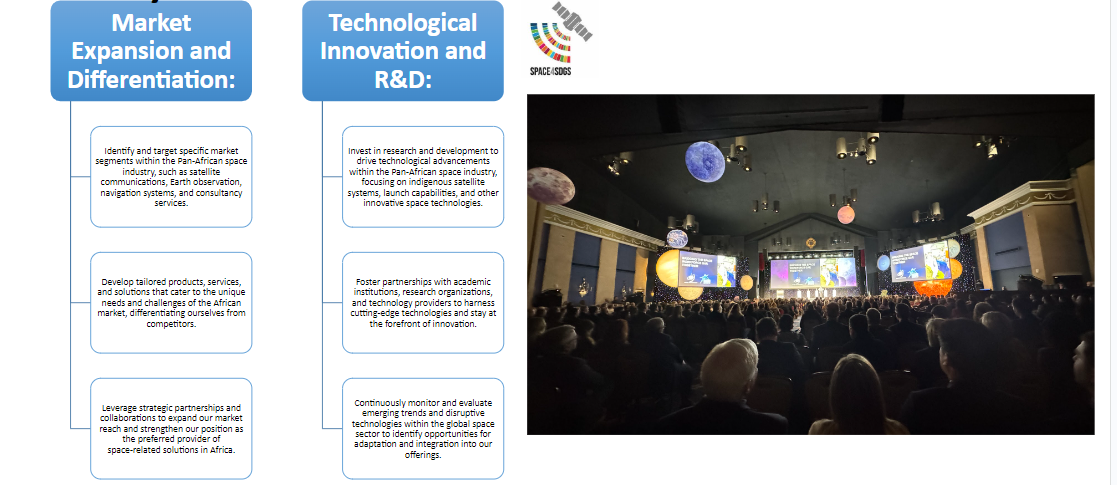 Market
Expansion and
Differentiation:
Identify and target specific market
segments within the Pan-African space
industry, such as satellite
communications, Earth observation,
navigation systems, and consultancy
services.
Develop tailored products, services,
and solutions that cater to the unique
needs and challenges of the African
market, differentiating ourselves from
competitors.
Leverage strategic partnerships and
collaborations to expand our market
reach and strengthen our position as
the preferred provider of
space-related solutions in Africa.
Technological
Innovation and
R&D:
Invest in research and development to
drive technological advancements
within the Pan-African space industry,
focusing on indigenous satellite
systems, launch capabilities, and other
innovative space technologies.
Foster partnerships with academic
institutions, research organizations,
and technology providers to harness
cutting-edge technologies and stay at
the forefront of innovation.
Continuously monitor and evaluate
emerging trends and disruptive
technologies within the global space
sector to identify opportunities for
adaptation and integration into our
offerings.
SPACE4SDGS